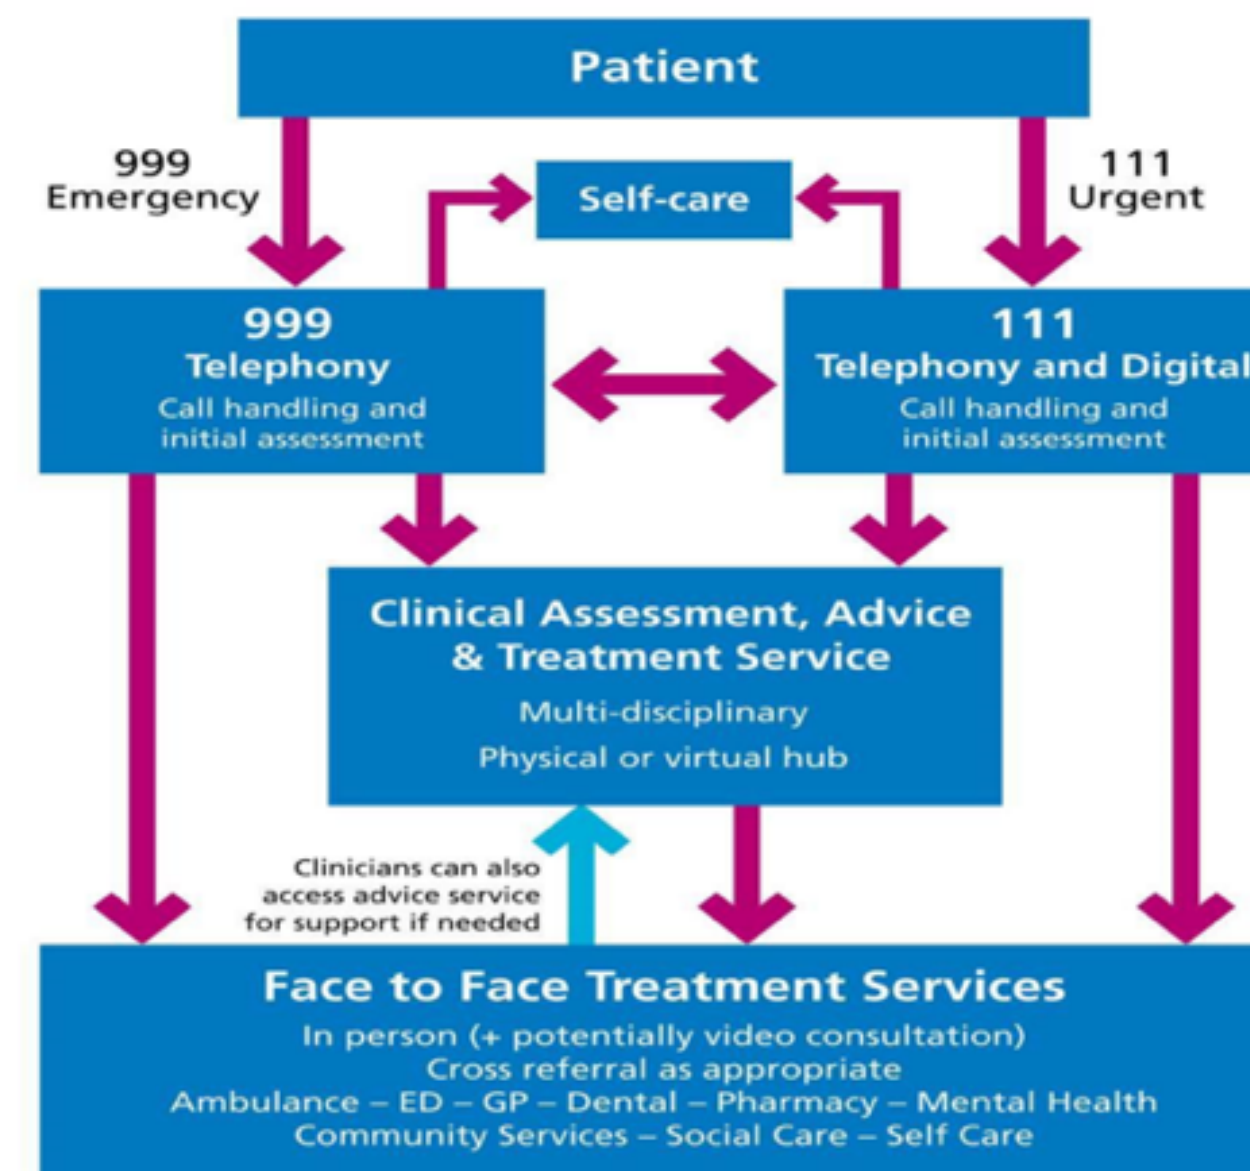 Patient
999
Emergency
Self-care
111
Urgent
999
Telephony
Call handling and
initial assessment
111
Telephony and Digital
Call handling and
initial assessment
Clinical Assessment, Advice
& Treatment Service
Multi-disciplinary
Physical or virtual hub
Clinicians can also
access advice service
for support if needed
Face to Face Treatment Services
In person (+ potentially video consultation)
Cross referral as appropriate
Ambulance – ED – GP – Dental – Pharmacy – Mental Health
Community Services – Social Care – Self Care